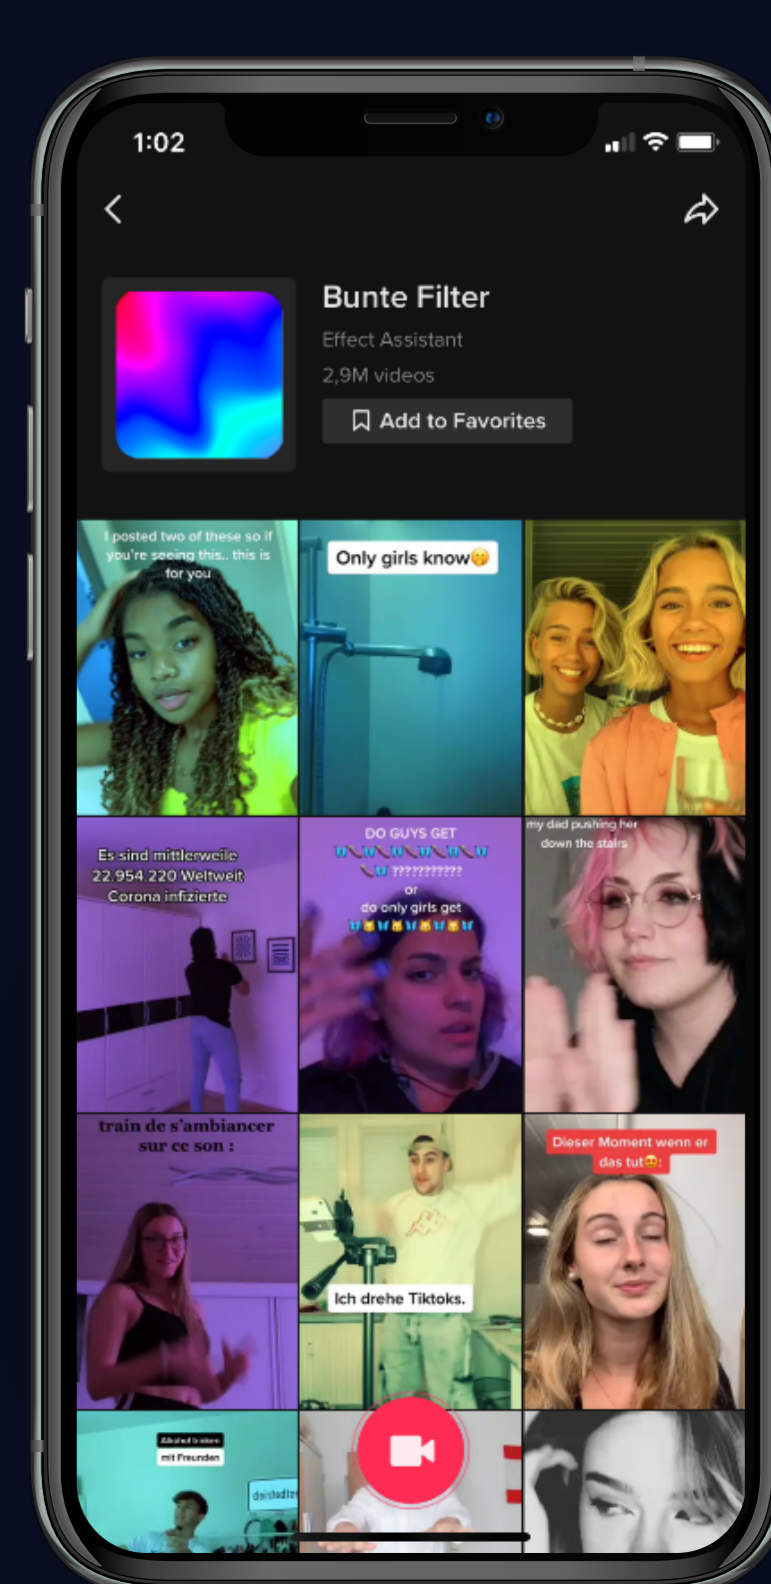 1:02
Bunte Filter
Effect Assistant
2,9M videos
Add to Favorites
I posted two of these so if
you're seeing this.. this is
for you
Only girls know🤭
Es sind mittlerweile
22.954.220 Weltweit
Corona infizierte
DO GUYS GET
???????????
or
do only girls get
my dad pushing her
down the stairs
train de s'ambiancer
sur ce son :
Ich drehe Tiktoks.
Dieser Moment wenn er
das tut😍:
Alkohol trinken
mit Freunden